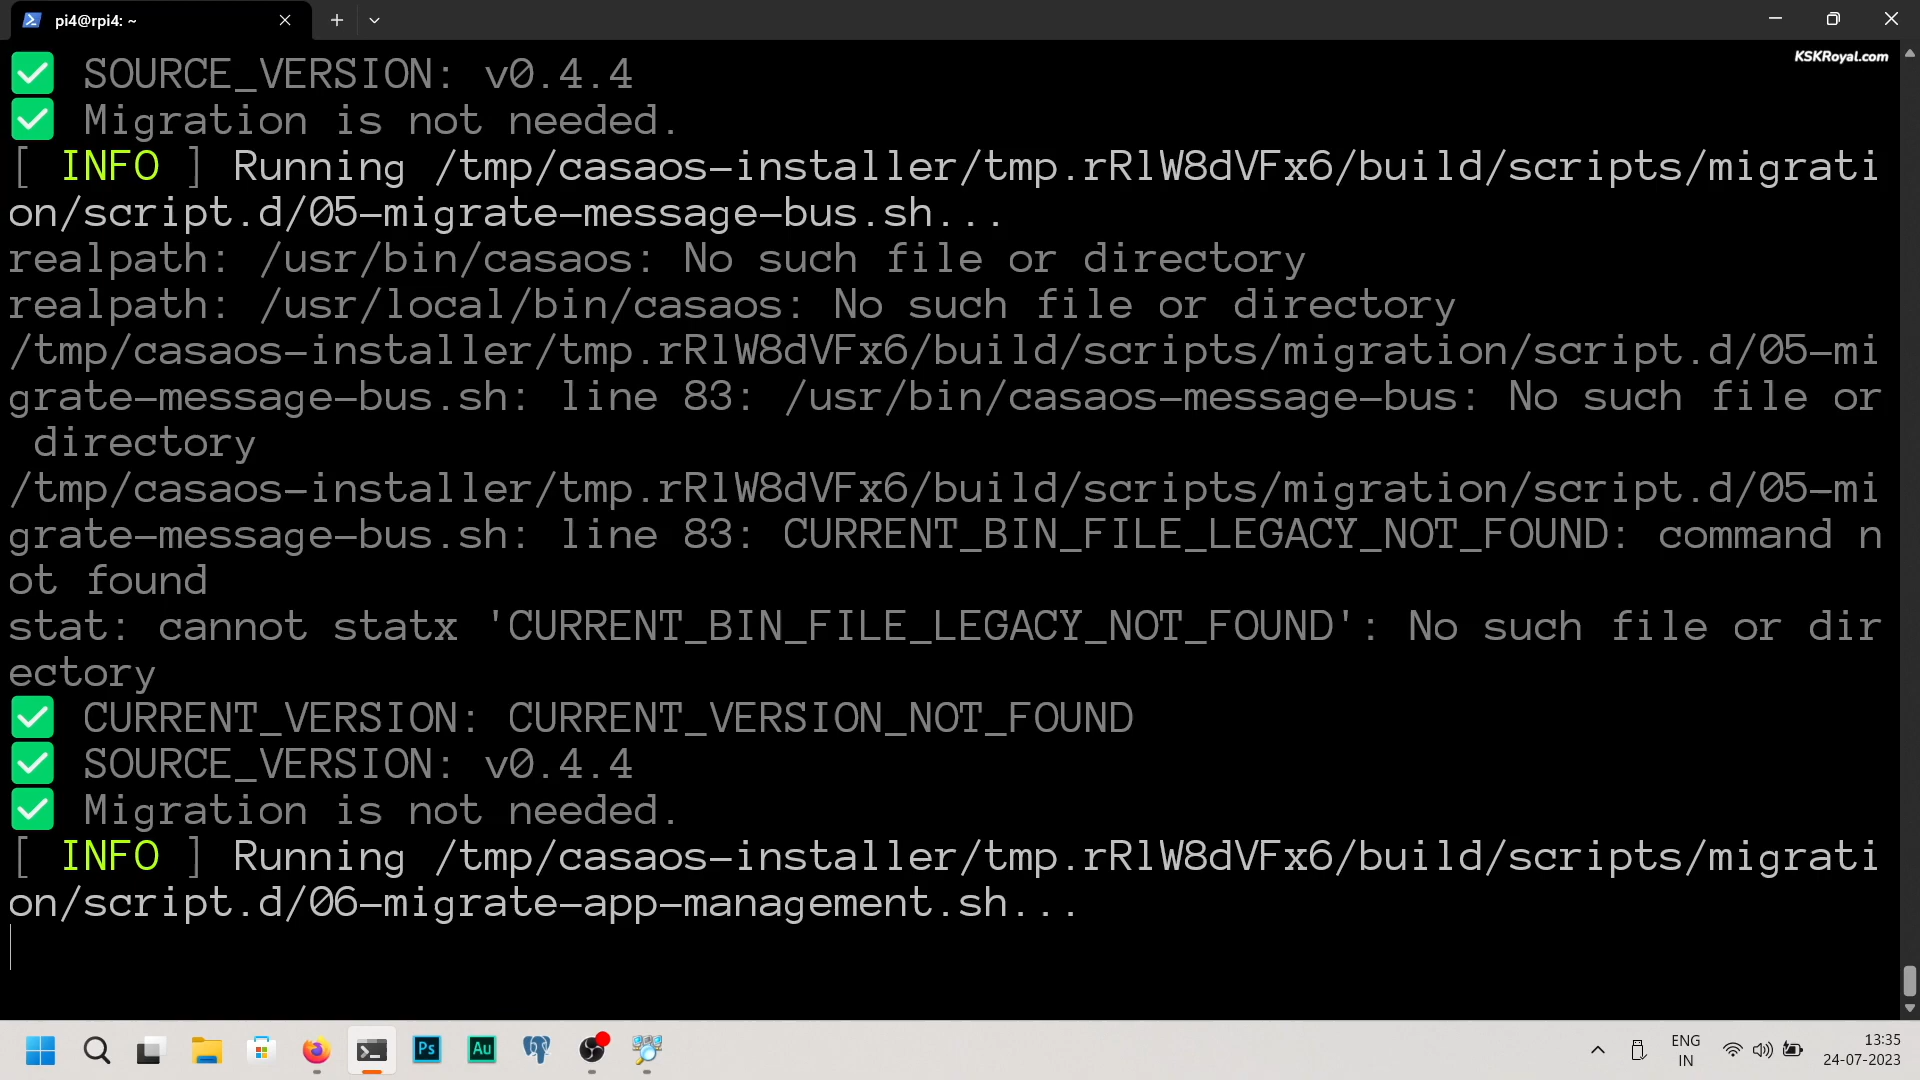 pi4@rpi4: ~
KSKRoyal.com
SOURCE_VERSION: v0.4.4
Migration is not needed.
[ INFO ] Running /tmp/casaos-installer/tmp.rRlW8dVFx6/build/scripts/migrati
on/script.d/05-migrate-message-bus.sh...
realpath: /usr/bin/casaos: No such file or directory
realpath: /usr/local/bin/casaos: No such file or directory
/tmp/casaos-installer/tmp.rRlW8dVFx6/build/scripts/migration/script.d/05-mi
grate-message-bus.sh: line 83: /usr/bin/casaos-message-bus: No such file or
directory
/tmp/casaos-installer/tmp.rRlW8dVFx6/build/scripts/migration/script.d/05-mi
grate-message-bus.sh: line 83: CURRENT_BIN_FILE_LEGACY_NOT_FOUND: command n
ot found
stat: cannot statx 'CURRENT_BIN_FILE_LEGACY_NOT_FOUND': No such file or dir
ectory
CURRENT_VERSION: CURRENT_VERSION_NOT_FOUND
SOURCE_VERSION: v0.4.4
Migration is not needed.
[ INFO ] Running /tmp/casaos-installer/tmp.rRlW8dVFx6/build/scripts/migrati
on/script.d/06-migrate-app-management.sh...
Ps
Au
ENG
IN
13:35
24-07-2023